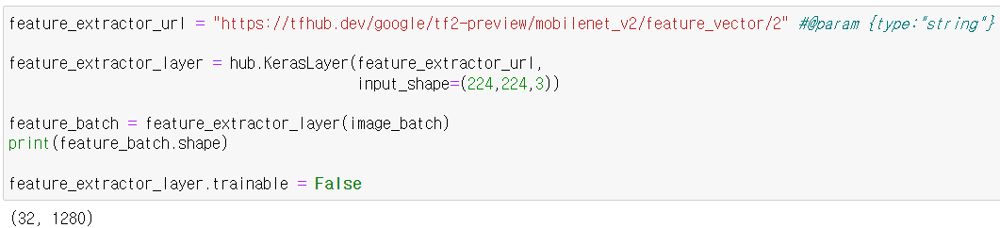 feature_extractor_url = "https://tfhub.dev/google/tf2-preview/mobilenet_v2/feature_vector/2" #@param {type:"string"}
feature_extractor_layer = hub.KerasLayer(feature_extractor_url,
input_shape=(224,224,3))
feature_batch = feature_extractor_layer(image_batch)
print(feature_batch.shape)
feature_extractor_layer.trainable = False
(32, 1280)